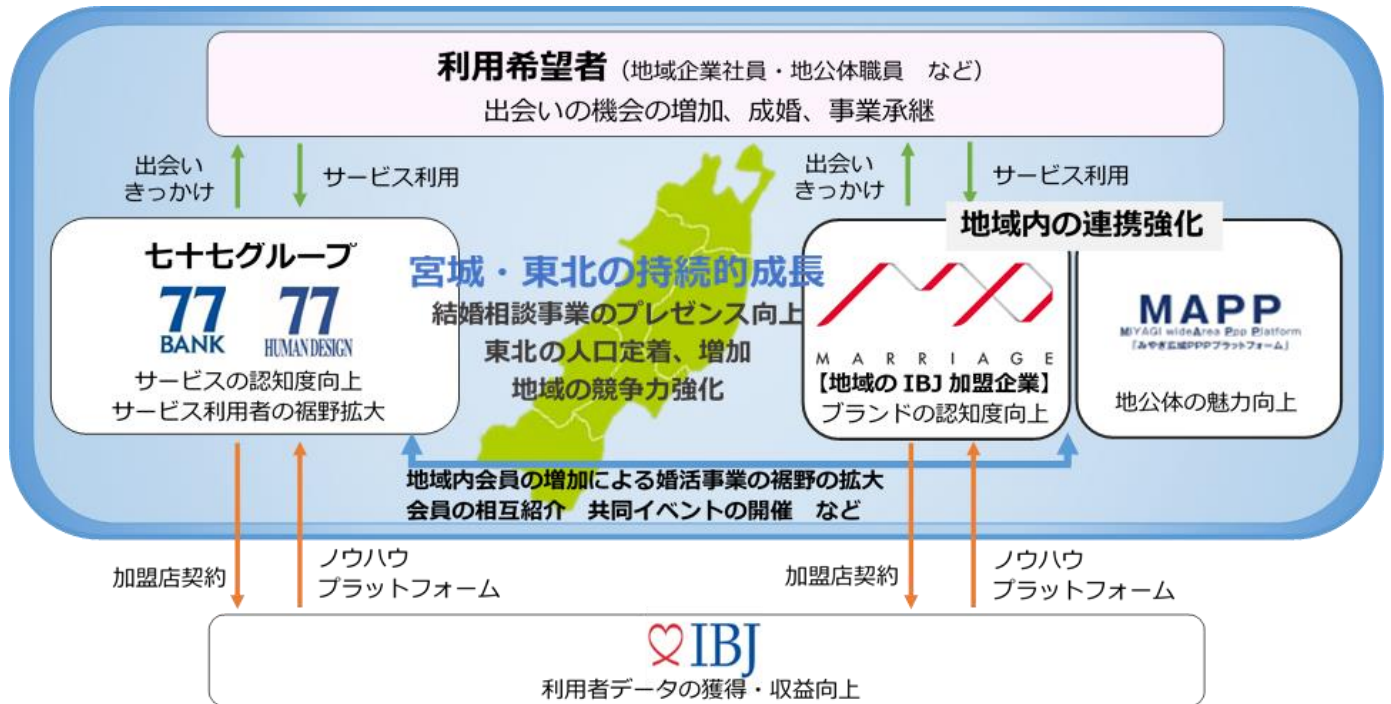 利用希望者（地域企業社員・地公体職員　など）
出会いの機会の増加、成婚、事業承継
出会い
きっかけ
サービス利用
出会い
きっかけ
サービス利用
地域内の連携強化
七十七グループ
77
BANK
77
HUMAN DESIGN
サービスの認知度向上
サービス利用者の裾野拡大
宮城・東北の持続的成長
結婚相談事業のプレゼンス向上
東北の人口定着、増加
地域の競争力強化
MARRIAGE
【地域のIBJ加盟企業】
ブランドの認知度向上
MAPP
MIYAGI wideArea Ppp Platform
「みやぎ広域PPPプラットフォーム」
地公体の魅力向上
地域内会員の増加による婚活事業の裾野の拡大
会員の相互紹介　共同イベントの開催　など
加盟店契約
ノウハウ
プラットフォーム
加盟店契約
ノウハウ
プラットフォーム
IBJ
利用者データの獲得・収益向上